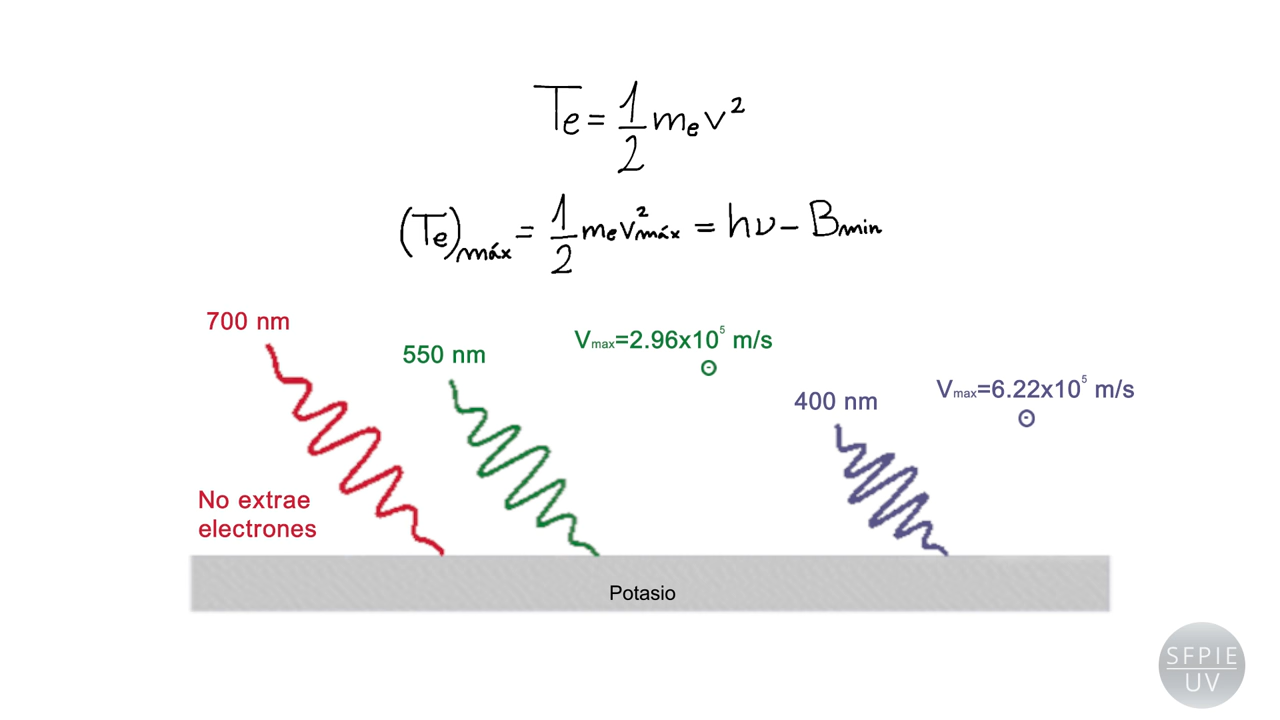 Te = 1/2 mₑv²
(Te)máx = 1/2 mₑv²máx = hν − Bmin
700 nm
550 nm
Vmax=2.96x10⁵ m/s
400 nm
Vmax=6.22x10⁵ m/s
No extrae
electrones
Potasio
SFPIE
UV